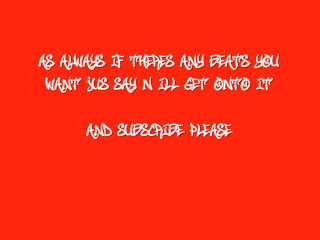 AS ALWAYS IF THERES ANY BEATS YOU
WANT JUS SAY N ILL GET ONTO IT
AND SUBSCRIBE PLEASE